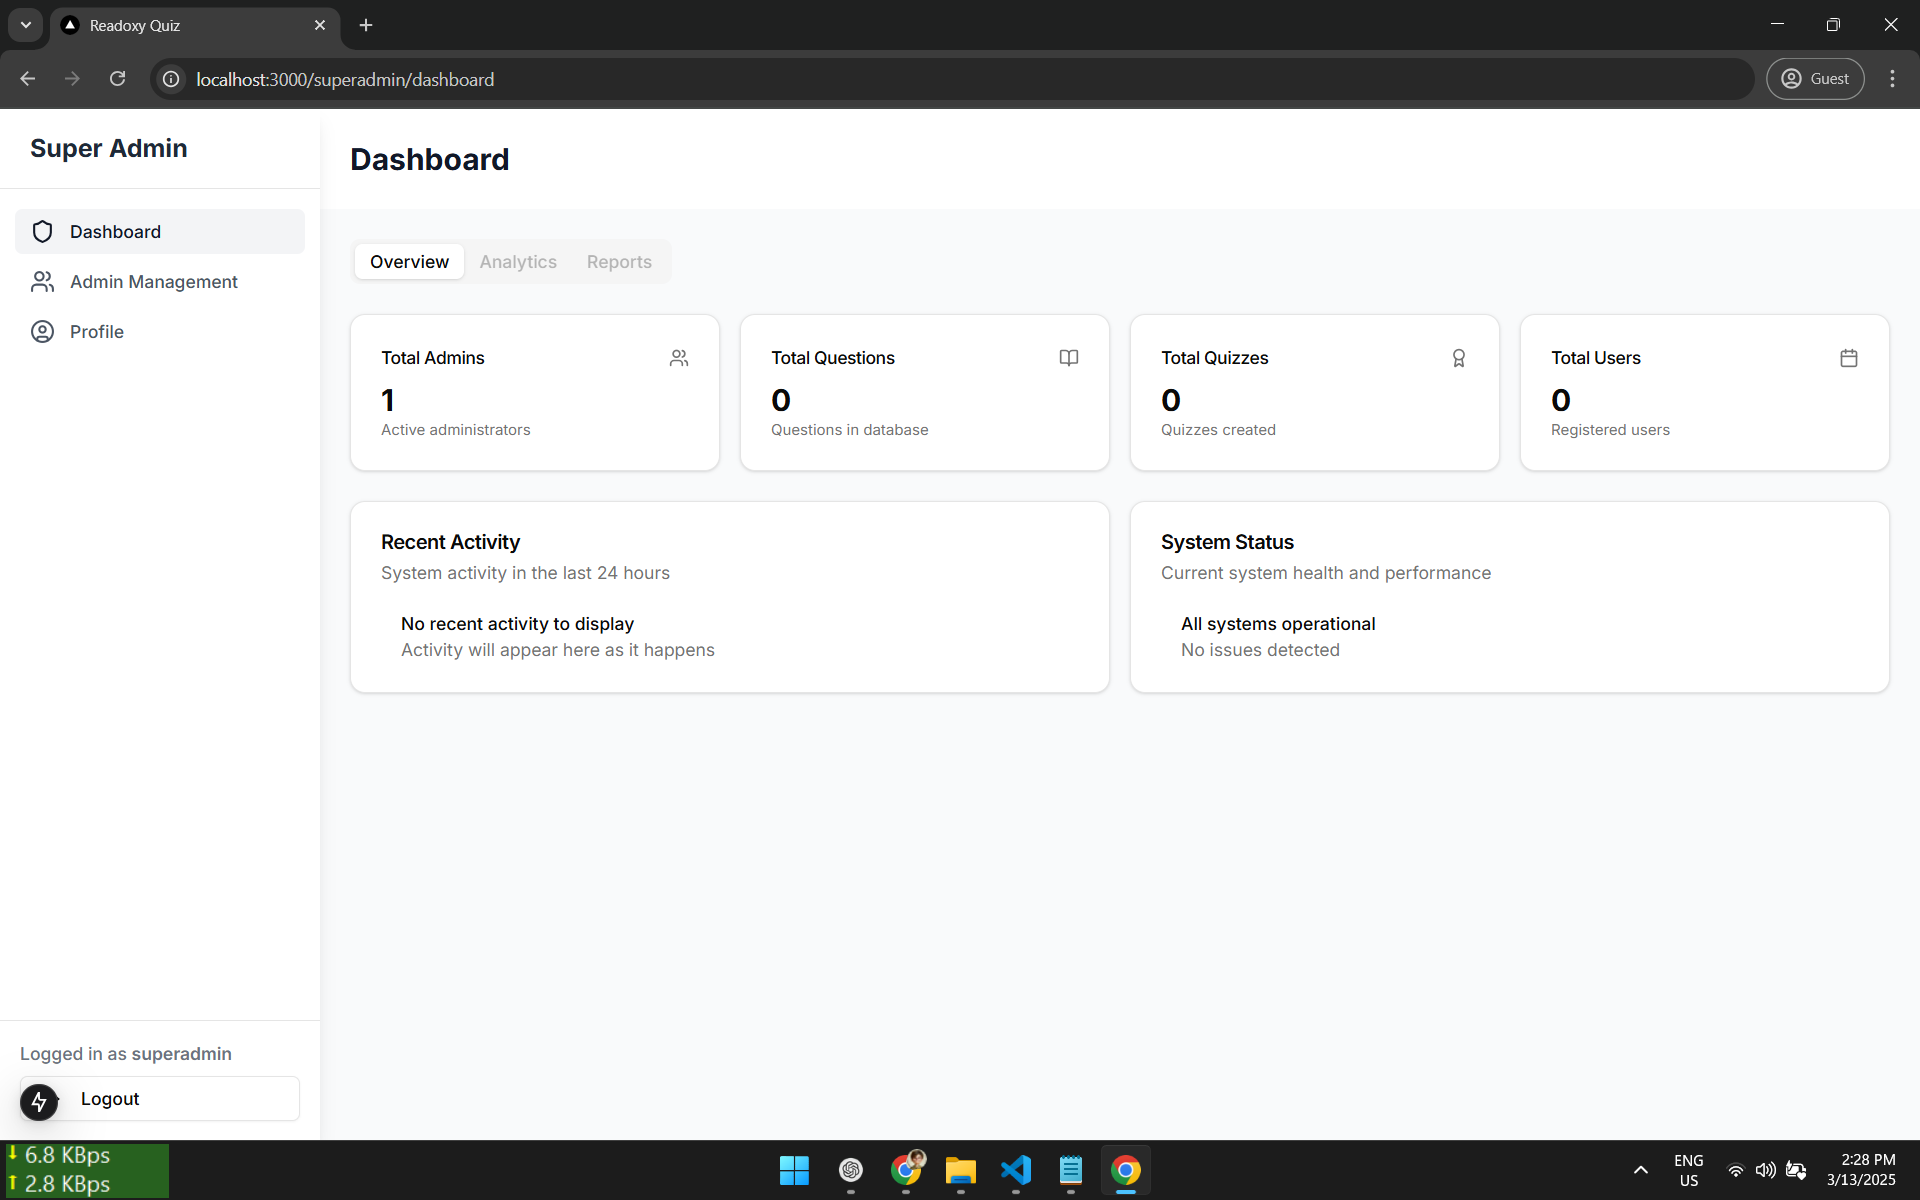 Readoxy Quiz
localhost:3000/superadmin/dashboard
Guest
Super Admin
Dashboard
Admin Management
Profile
Dashboard
Overview Analytics Reports
Total Admins
1
Active administrators
Total Questions
0
Questions in database
Total Quizzes
0
Quizzes created
Total Users
0
Registered users
Recent Activity
System activity in the last 24 hours
No recent activity to display
Activity will appear here as it happens
System Status
Current system health and performance
All systems operational
No issues detected
Logged in as superadmin
Logout
6.8 KBps
2.8 KBps
ENG
US
2:28 PM
3/13/2025